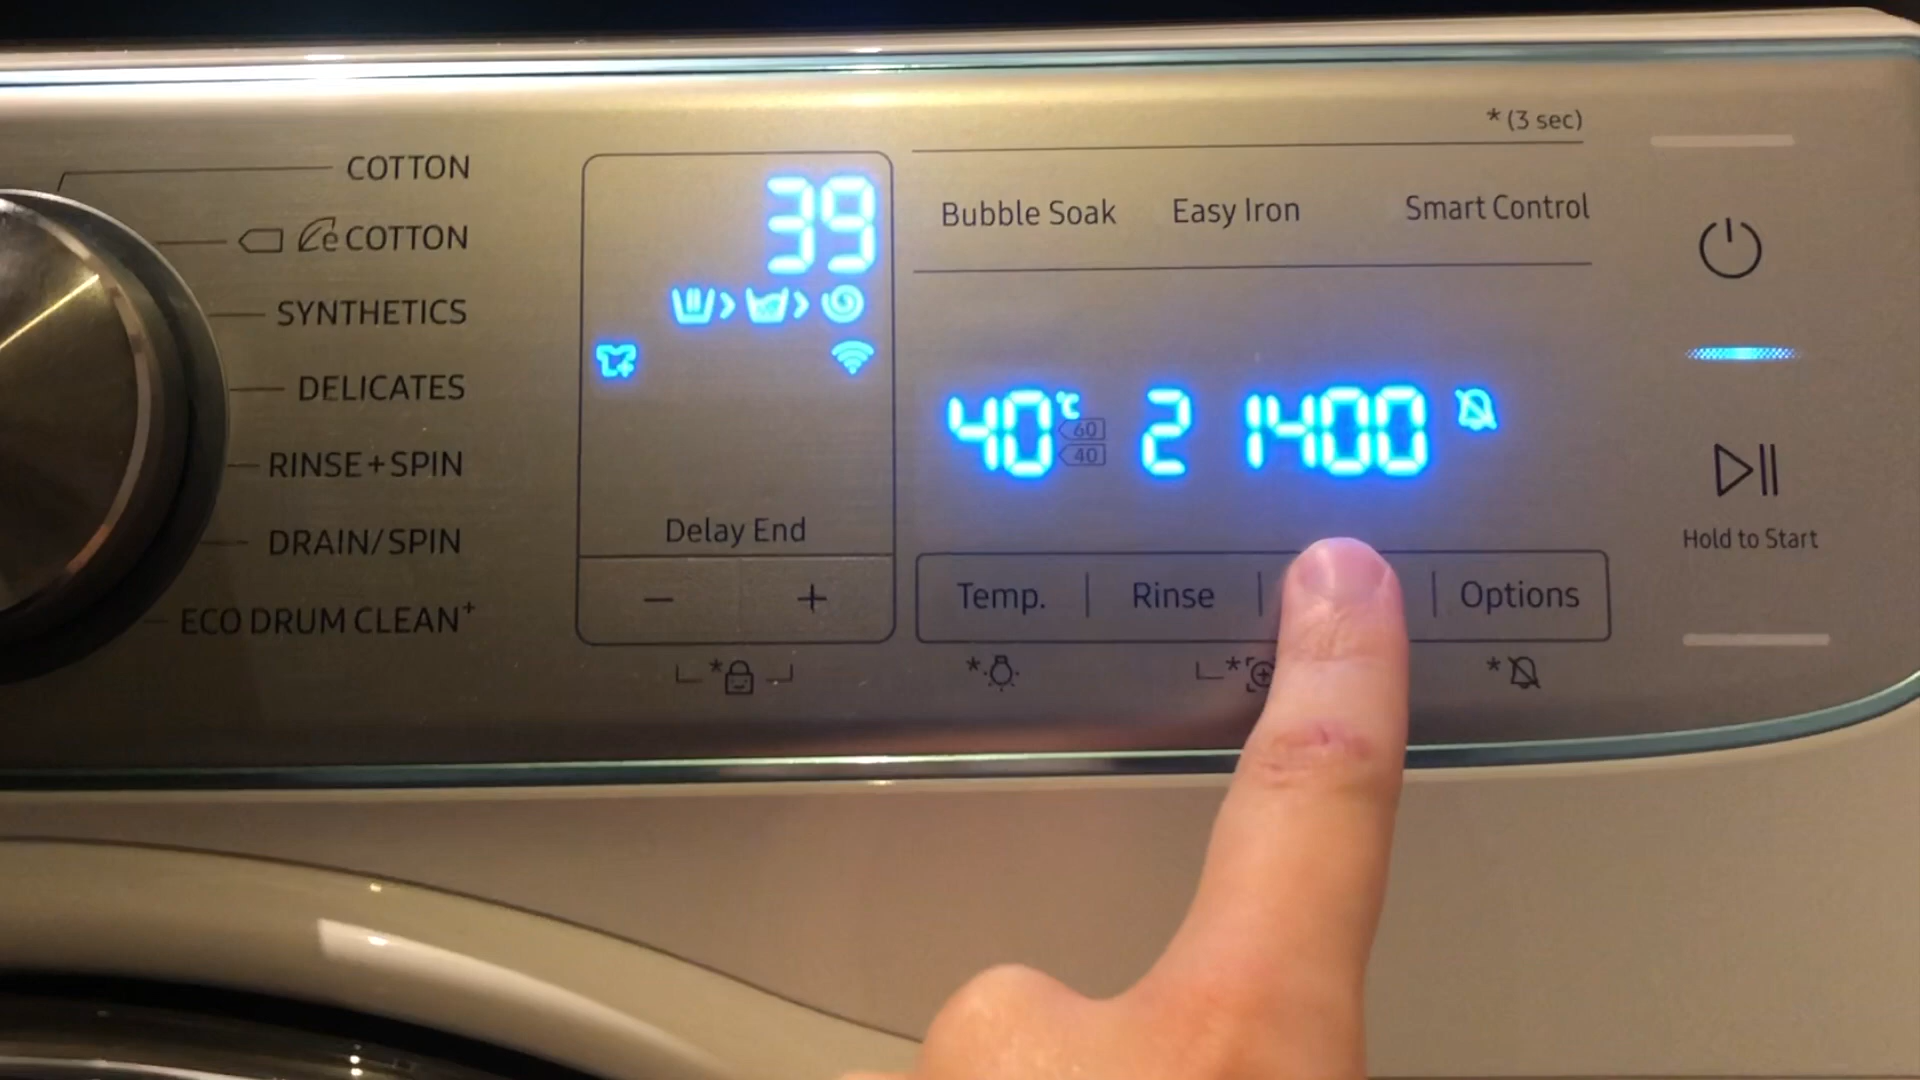 COTTON
e COTTON
SYNTHETICS
DELICATES
RINSE+SPIN
DRAIN/SPIN
ECO DRUM CLEAN+
39
Delay End
− +
* (3 sec)
Bubble Soak Easy Iron Smart Control
40 °C 2 1400
60
40
Temp. Rinse Options
* * * *
Hold to Start